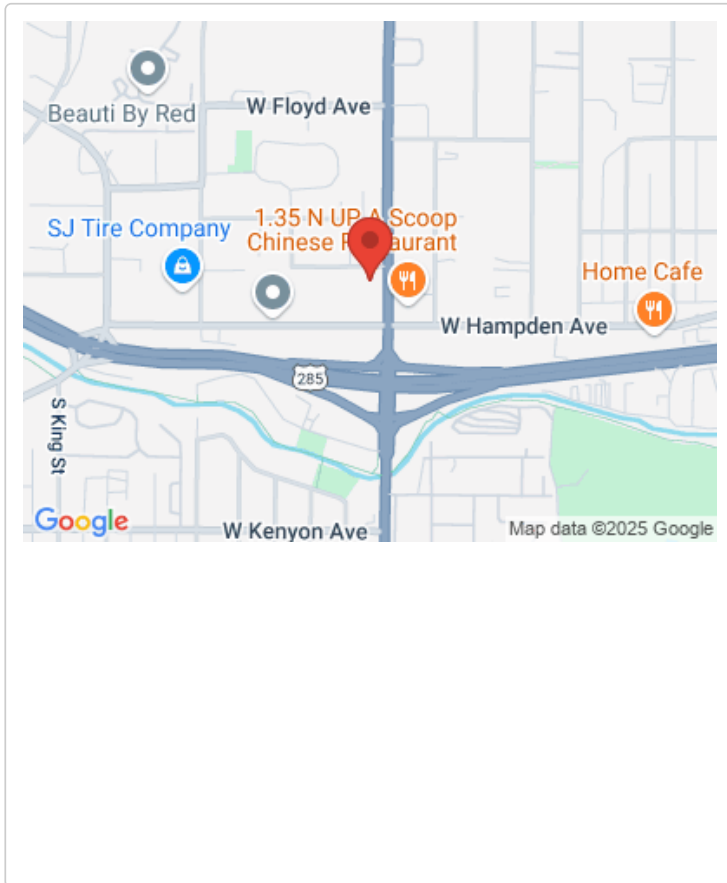 W Floyd Ave
Beauti By Red
1.35 N UP A Scoop
SJ Tire Company
Chinese Restaurant
Home Cafe
W Hampden Ave
285
S King St
Google
W Kenyon Ave
Map data ©2025 Google